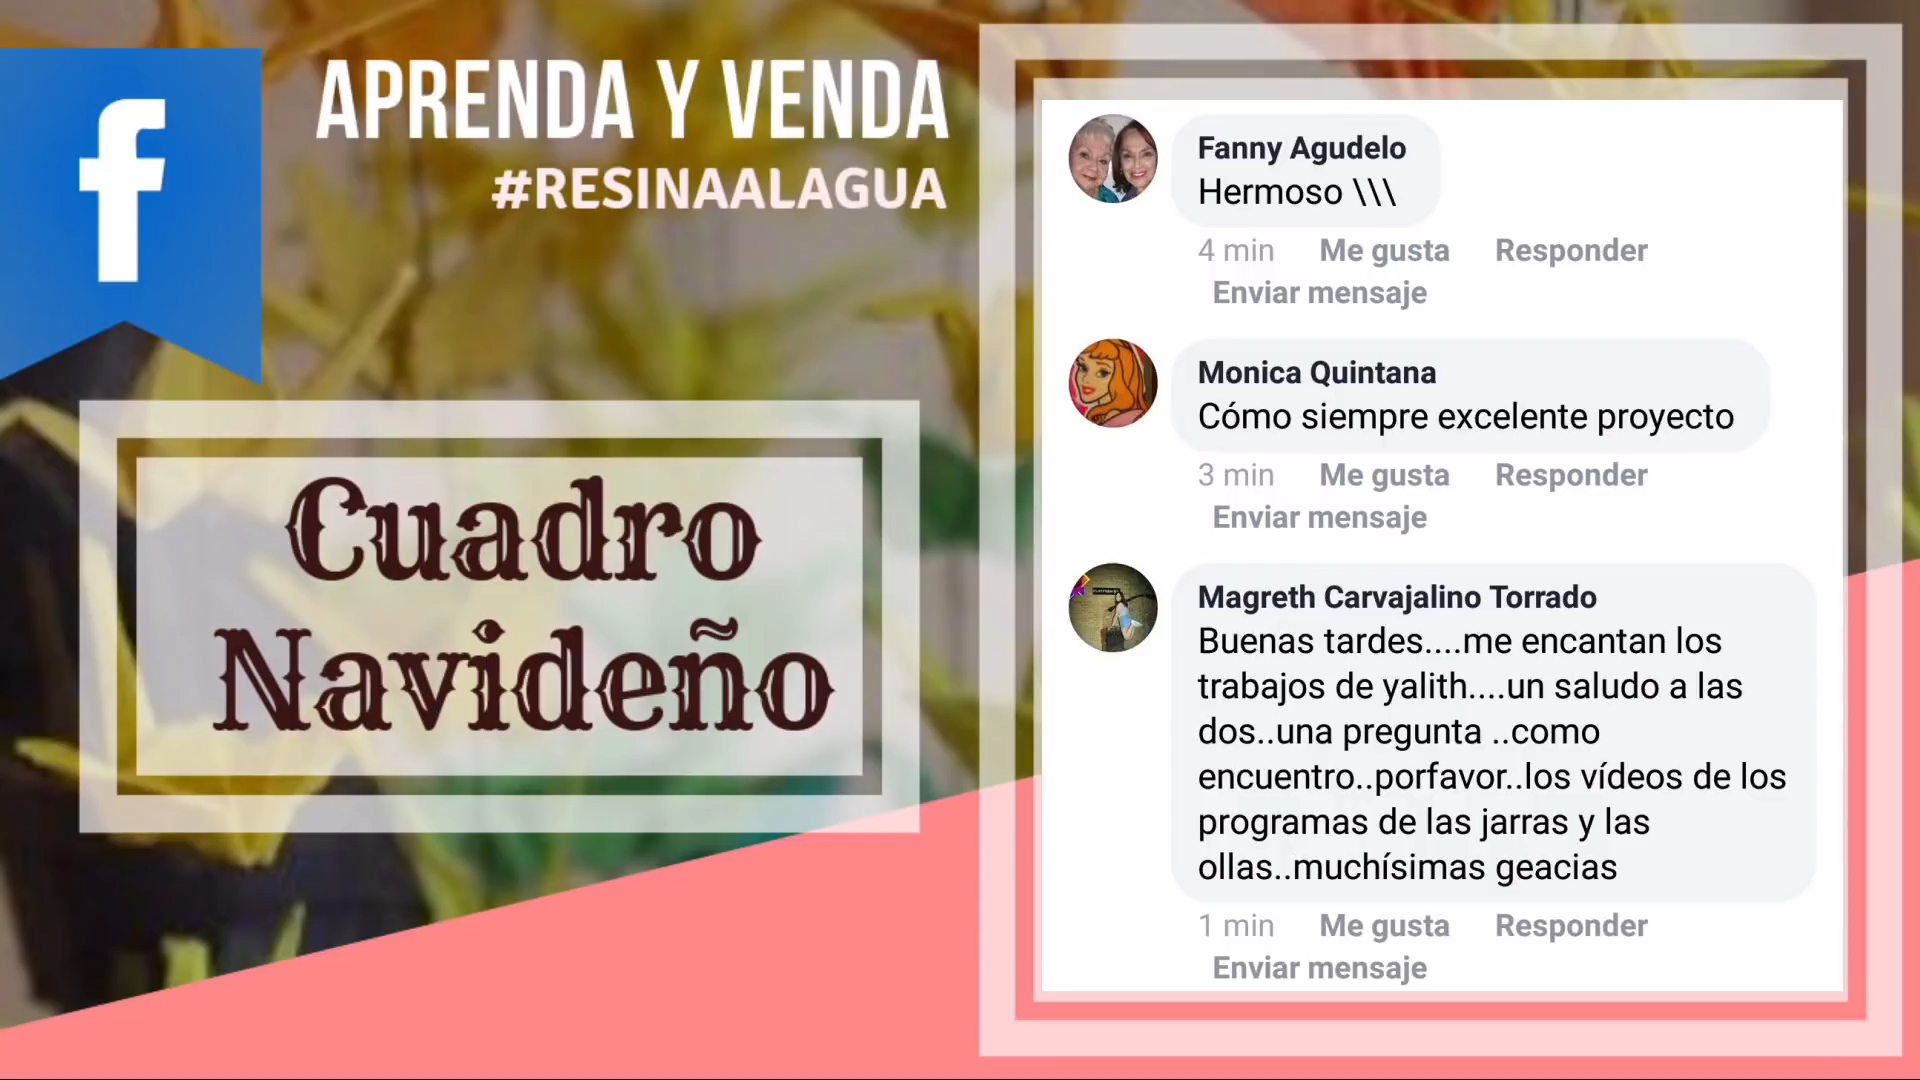 f
APRENDA Y VENDA
#RESINAALAGUA
Cuadro
Navideño
Fanny Agudelo
Hermoso \\\
4 min Me gusta Responder
Enviar mensaje
Monica Quintana
Cómo siempre excelente proyecto
3 min Me gusta Responder
Enviar mensaje
Magreth Carvajalino Torrado
Buenas tardes....me encantan los
trabajos de yalith....un saludo a las
dos..una pregunta ..como
encuentro..porfavor..los vídeos de los
programas de las jarras y las
ollas..muchísimas geacias
1 min Me gusta Responder
Enviar mensaje